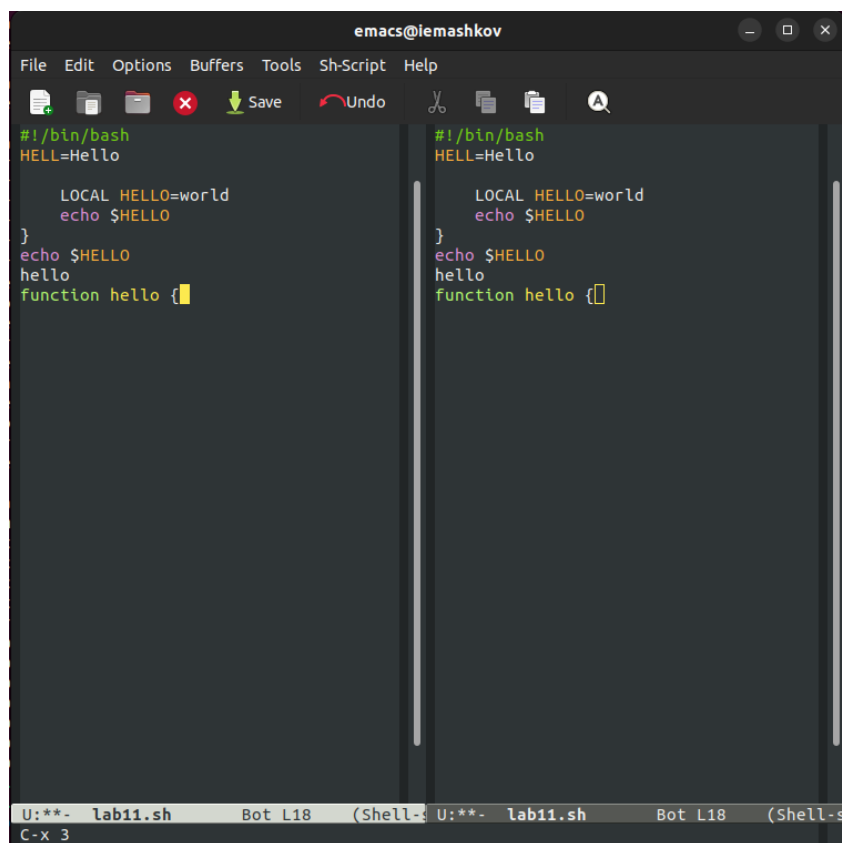 emacs@iemashkov
File Edit Options Buffers Tools Sh-Script Help
Save Undo
#!/bin/bash
HELL=Hello
    LOCAL HELLO=world
    echo $HELLO
}
echo $HELLO
hello
function hello {
#!/bin/bash
HELL=Hello
    LOCAL HELLO=world
    echo $HELLO
}
echo $HELLO
hello
function hello {
U:**- lab11.sh Bot L18 (Shell-s
U:**- lab11.sh Bot L18 (Shell-s
C-x 3